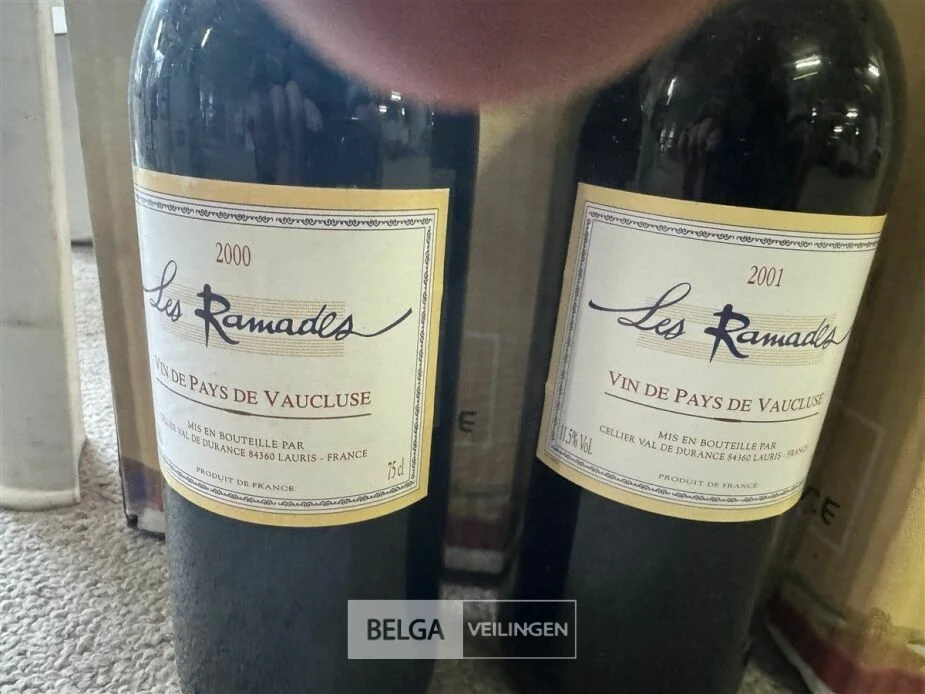 2000
Les Ramades
VIN DE PAYS DE VAUCLUSE
MIS EN BOUTEILLE PAR
CELLIER VAL DE DURANCE 84360 LAURIS - FRANCE
75 cl
PRODUIT DE FRANCE
2001
Les Ramades
VIN DE PAYS DE VAUCLUSE
11,5% Vol.
MIS EN BOUTEILLE PAR
CELLIER VAL DE DURANCE 84360 LAURIS - FRANCE
PRODUIT DE FRANCE
BELGA VEILINGEN